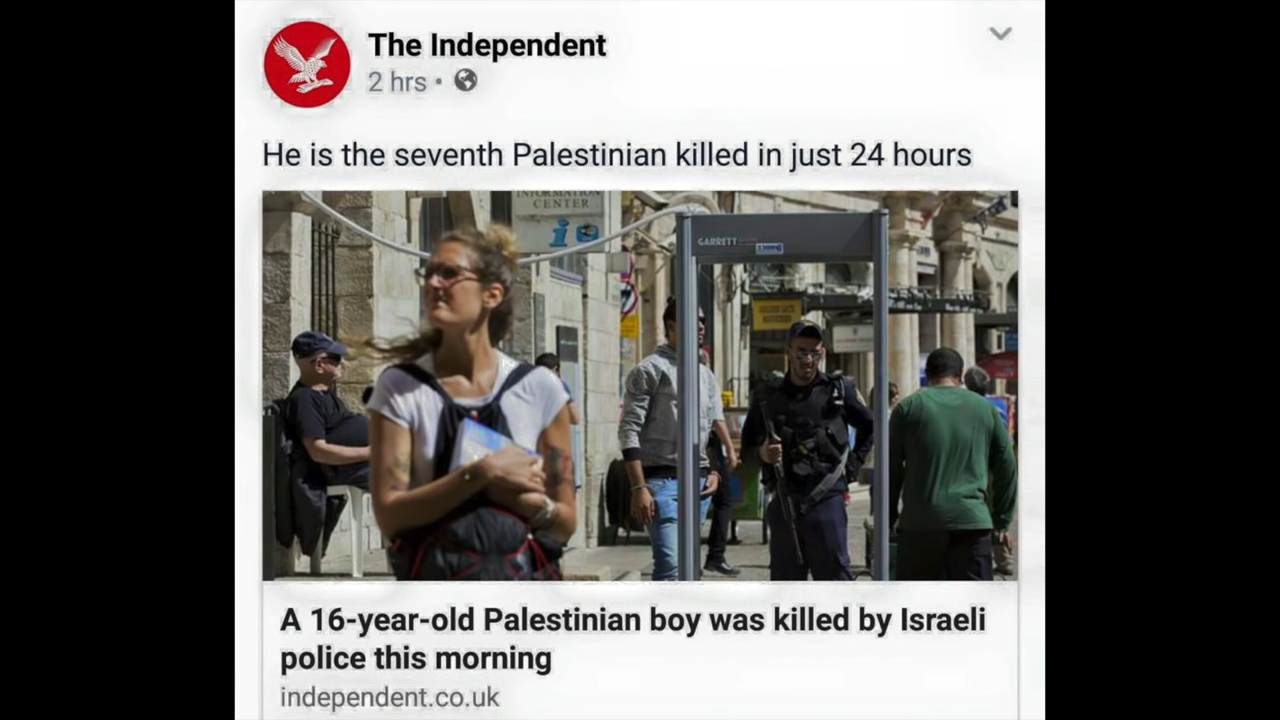 The Independent
2 hrs •
He is the seventh Palestinian killed in just 24 hours
INFORMATION
CENTER
GARRETT
A 16-year-old Palestinian boy was killed by Israeli
police this morning
independent.co.uk